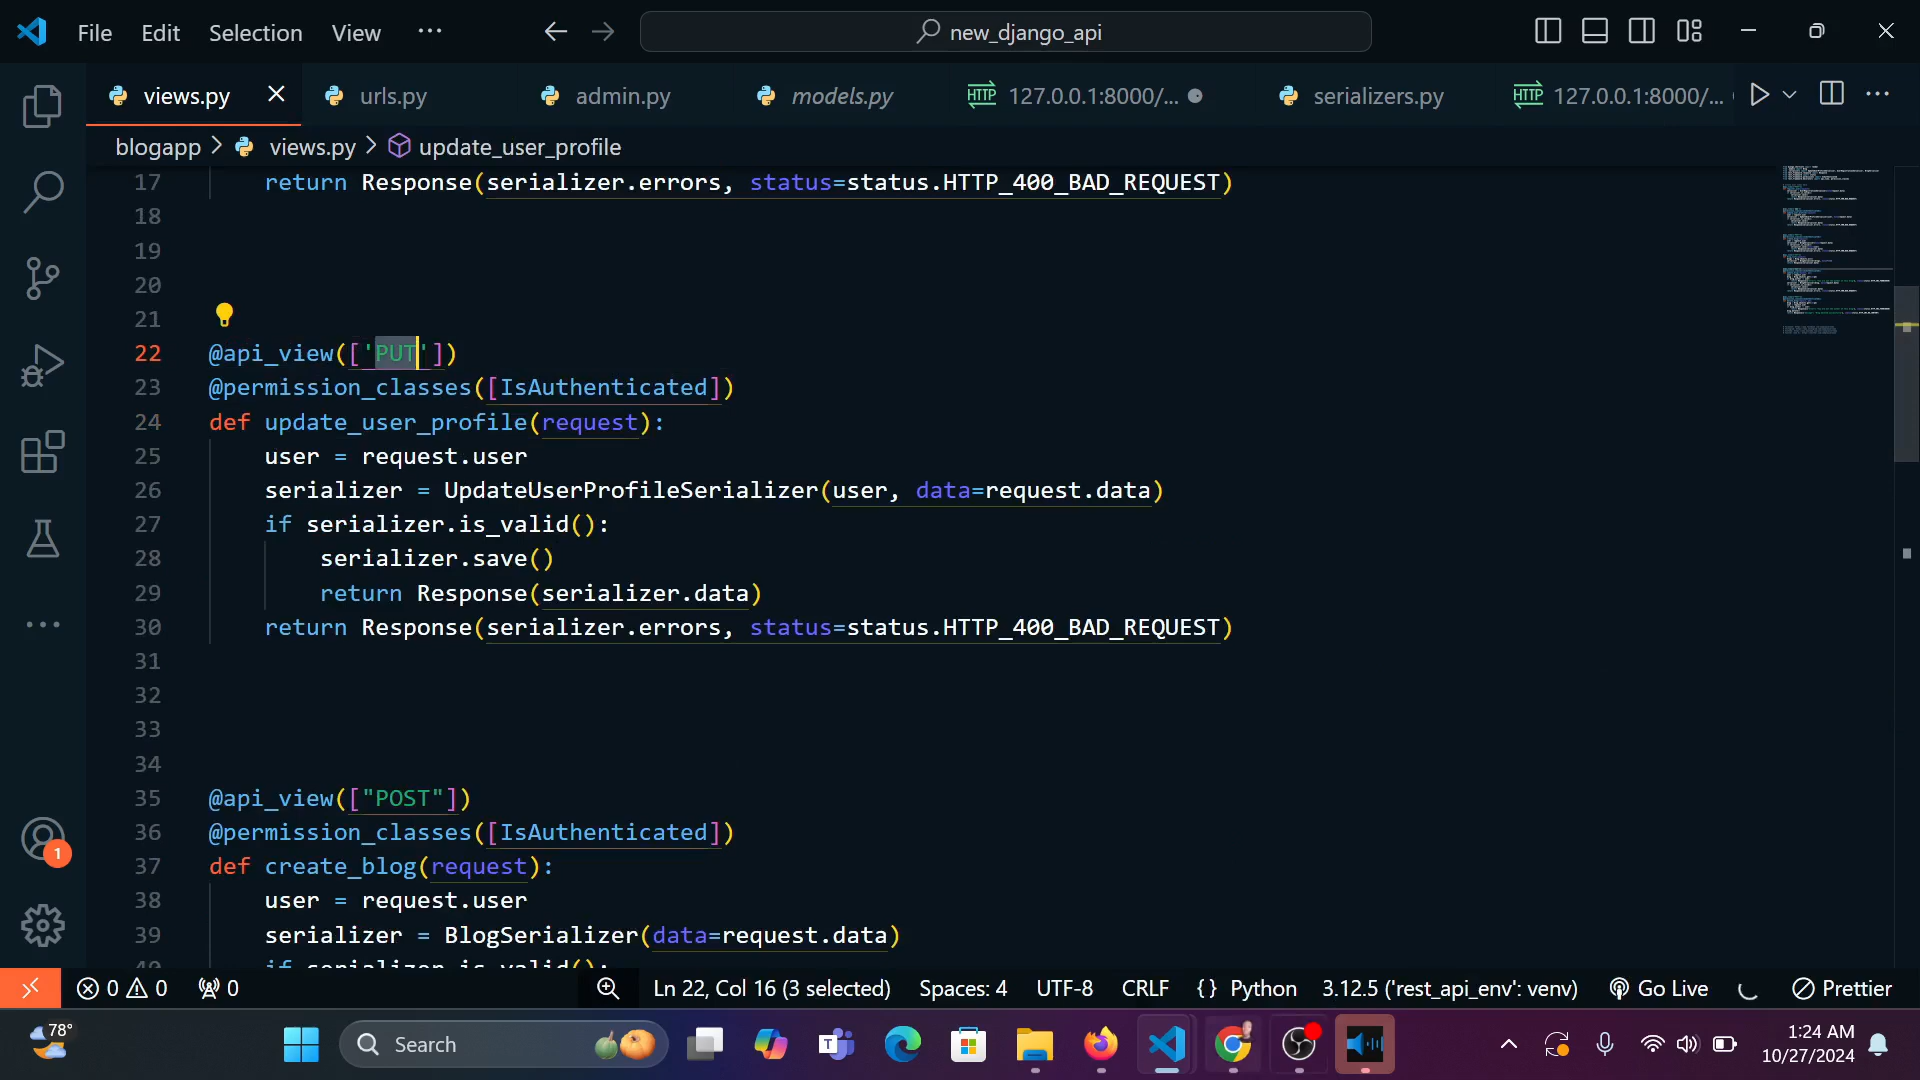 File Edit Selection View ··· new_django_api
views.py urls.py admin.py models.py HTTP 127.0.0.1:8000/... serializers.py HTTP 127.0.0.1:8000/...
blogapp > views.py > update_user_profile
17 return Response(serializer.errors, status=status.HTTP_400_BAD_REQUEST)
18
19
20
21
22 @api_view(['PUT'])
23 @permission_classes([IsAuthenticated])
24 def update_user_profile(request):
25 user = request.user
26 serializer = UpdateUserProfileSerializer(user, data=request.data)
27 if serializer.is_valid():
28 serializer.save()
29 return Response(serializer.data)
30 return Response(serializer.errors, status=status.HTTP_400_BAD_REQUEST)
31
32
33
34
35 @api_view(["POST"])
36 @permission_classes([IsAuthenticated])
37 def create_blog(request):
38 user = request.user
39 serializer = BlogSerializer(data=request.data)
40 if serializer.is_valid():
1
0 0 0 Ln 22, Col 16 (3 selected) Spaces: 4 UTF-8 CRLF {} Python 3.12.5 ('rest_api_env': venv) Go Live Prettier
78° Search 1:24 AM
10/27/2024